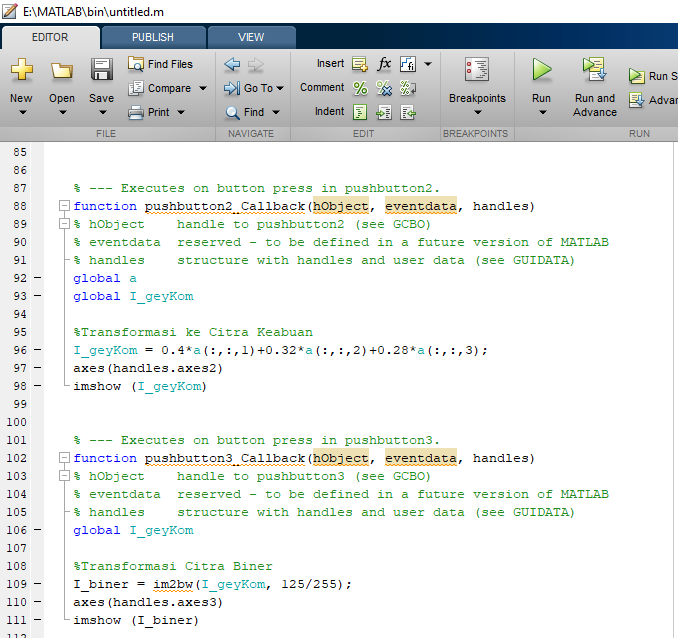 E:\MATLAB\bin\untitled.m
EDITOR PUBLISH VIEW
New Open Save
Find Files
Compare
Print
Go To
Find
Insert fx
Comment
Indent
Breakpoints
Run
Run and Advance
Run S
Advan
FILE NAVIGATE EDIT BREAKPOINTS RUN
85
86
87 % --- Executes on button press in pushbutton2.
88 function pushbutton2_Callback(hObject, eventdata, handles)
89 % hObject    handle to pushbutton2 (see GCBO)
90 % eventdata  reserved - to be defined in a future version of MATLAB
91 % handles    structure with handles and user data (see GUIDATA)
92 – global a
93 – global I_geyKom
94
95 %Transformasi ke Citra Keabuan
96 – I_geyKom = 0.4*a(:,:,1)+0.32*a(:,:,2)+0.28*a(:,:,3);
97 – axes(handles.axes2)
98 – imshow (I_geyKom)
99
100
101 % --- Executes on button press in pushbutton3.
102 function pushbutton3_Callback(hObject, eventdata, handles)
103 % hObject    handle to pushbutton3 (see GCBO)
104 % eventdata  reserved - to be defined in a future version of MATLAB
105 % handles    structure with handles and user data (see GUIDATA)
106 – global I_geyKom
107
108 %Transformasi Citra Biner
109 – I_biner = im2bw(I_geyKom, 125/255);
110 – axes(handles.axes3)
111 – imshow (I_biner)